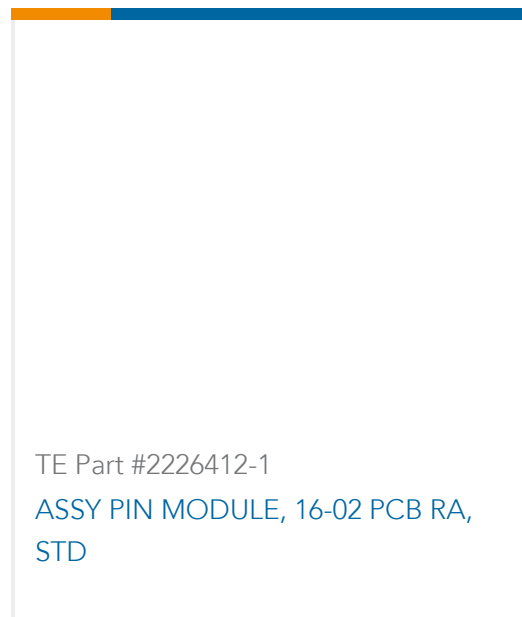 TE Part #2226412-1
ASSY PIN MODULE, 16-02 PCB RA,
STD